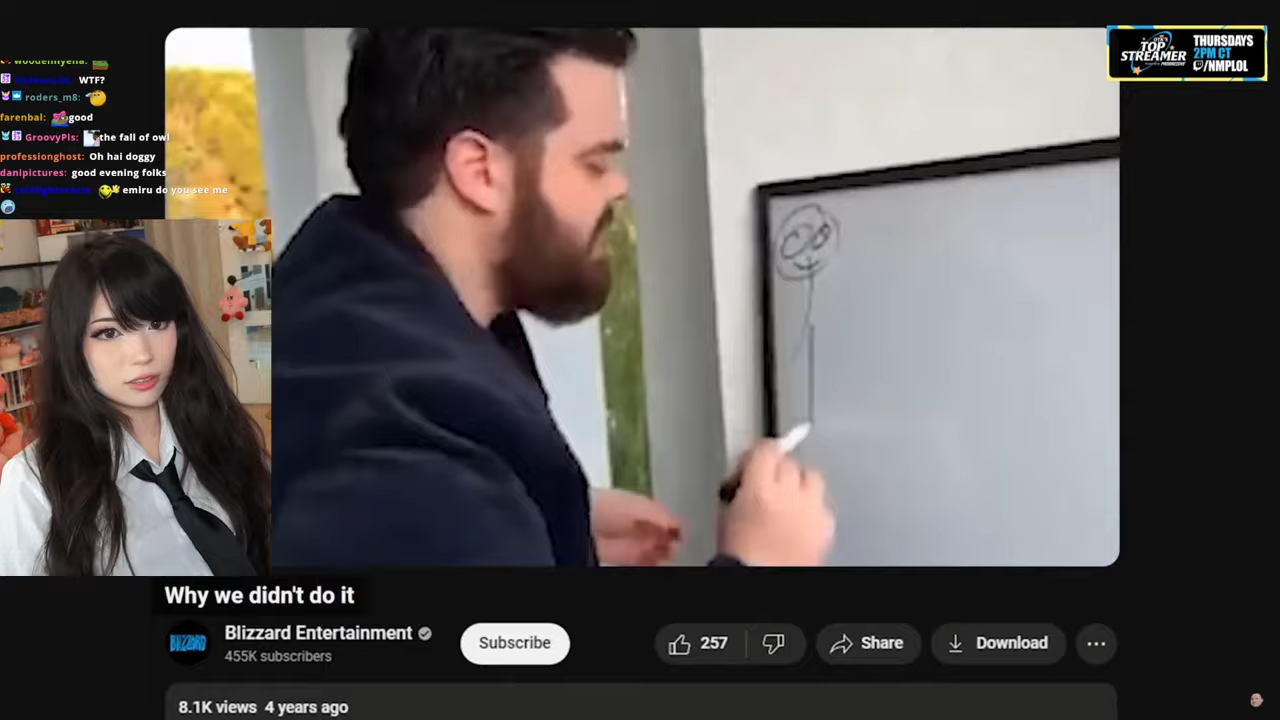 WTF?
roders_m8:
farenbal: good
GroovyPls: the fall of owl
professionghost: Oh hai doggy
danipictures: good evening folks
emiru do you see me
TOP
STREAMER
THURSDAYS
2PM CT
/NMPLOL
Why we didn't do it
BLIZZARD
Blizzard Entertainment
455K subscribers
Subscribe
257
Share
Download
8.1K views 4 years ago